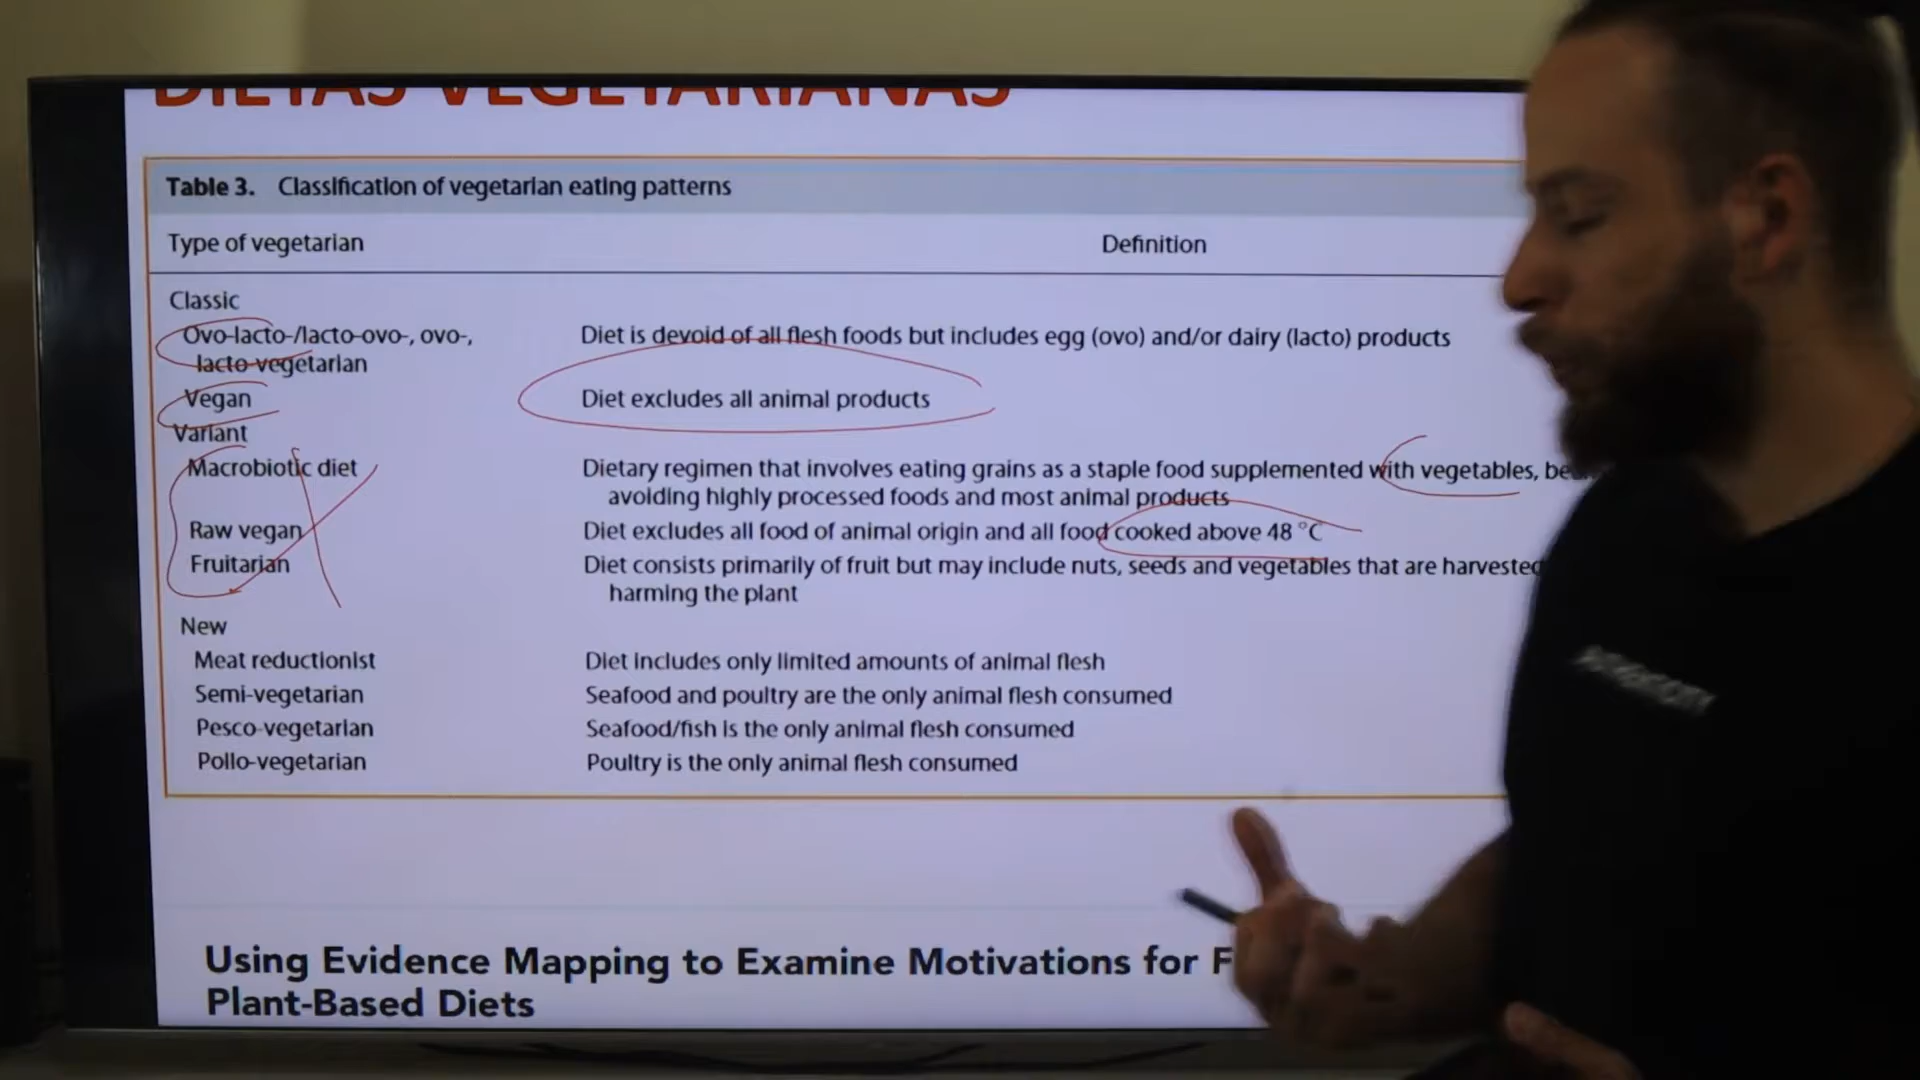 DIETAS VEGETARIANAS
Table 3. Classification of vegetarian eating patterns
Type of vegetarian Definition
Classic
Ovo-lacto-/lacto-ovo-, ovo-, Diet is devoid of all flesh foods but includes egg (ovo) and/or dairy (lacto) products
lacto-vegetarian
Vegan Diet excludes all animal products
Variant
Macrobiotic diet Dietary regimen that involves eating grains as a staple food supplemented with vegetables,
avoiding highly processed foods and most animal products
Raw vegan Diet excludes all food of animal origin and all food cooked above 48 °C
Fruitarian Diet consists primarily of fruit but may include nuts, seeds and vegetables that are harvested
harming the plant
New
Meat reductionist Diet includes only limited amounts of animal flesh
Semi-vegetarian Seafood and poultry are the only animal flesh consumed
Pesco-vegetarian Seafood/fish is the only animal flesh consumed
Pollo-vegetarian Poultry is the only animal flesh consumed
Using Evidence Mapping to Examine Motivations for
Plant-Based Diets